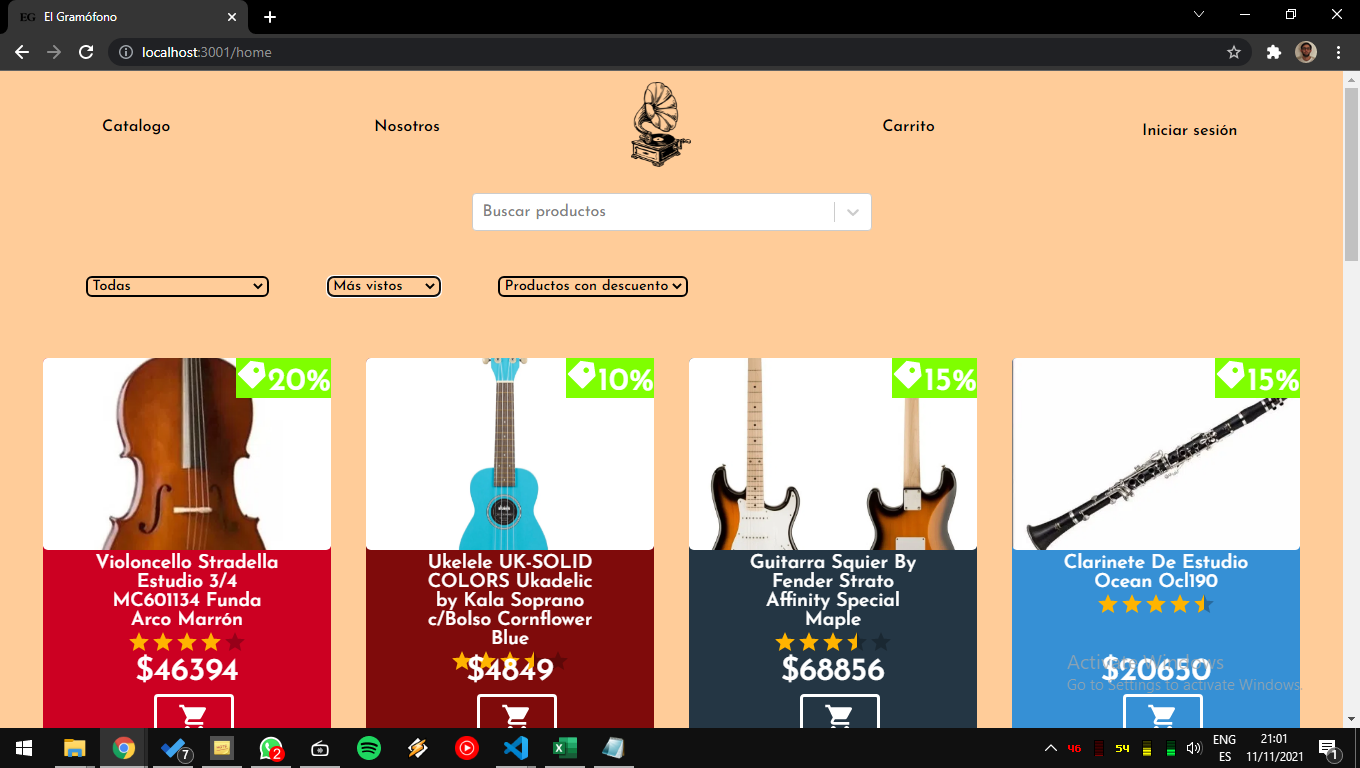 EG El Gramófono
localhost:3001/home
Catalogo
Nosotros
Carrito
Iniciar sesión
Buscar productos
Todas
Más vistos
Productos con descuento
20%
10%
15%
15%
Violoncello Stradella
Estudio 3/4
MC601134 Funda
Arco Marrón
$46394
Ukelele UK-SOLID
COLORS Ukadelic
by Kala Soprano
c/Bolso Cornflower
Blue
$4849
Guitarra Squier By
Fender Strato
Affinity Special
Maple
$68856
Clarinete De Estudio
Ocean Ocl190
$20650
Activate Windows
Go to Settings to activate Windows.
7
2
46
54
ENG
ES
21:01
11/11/2021
1